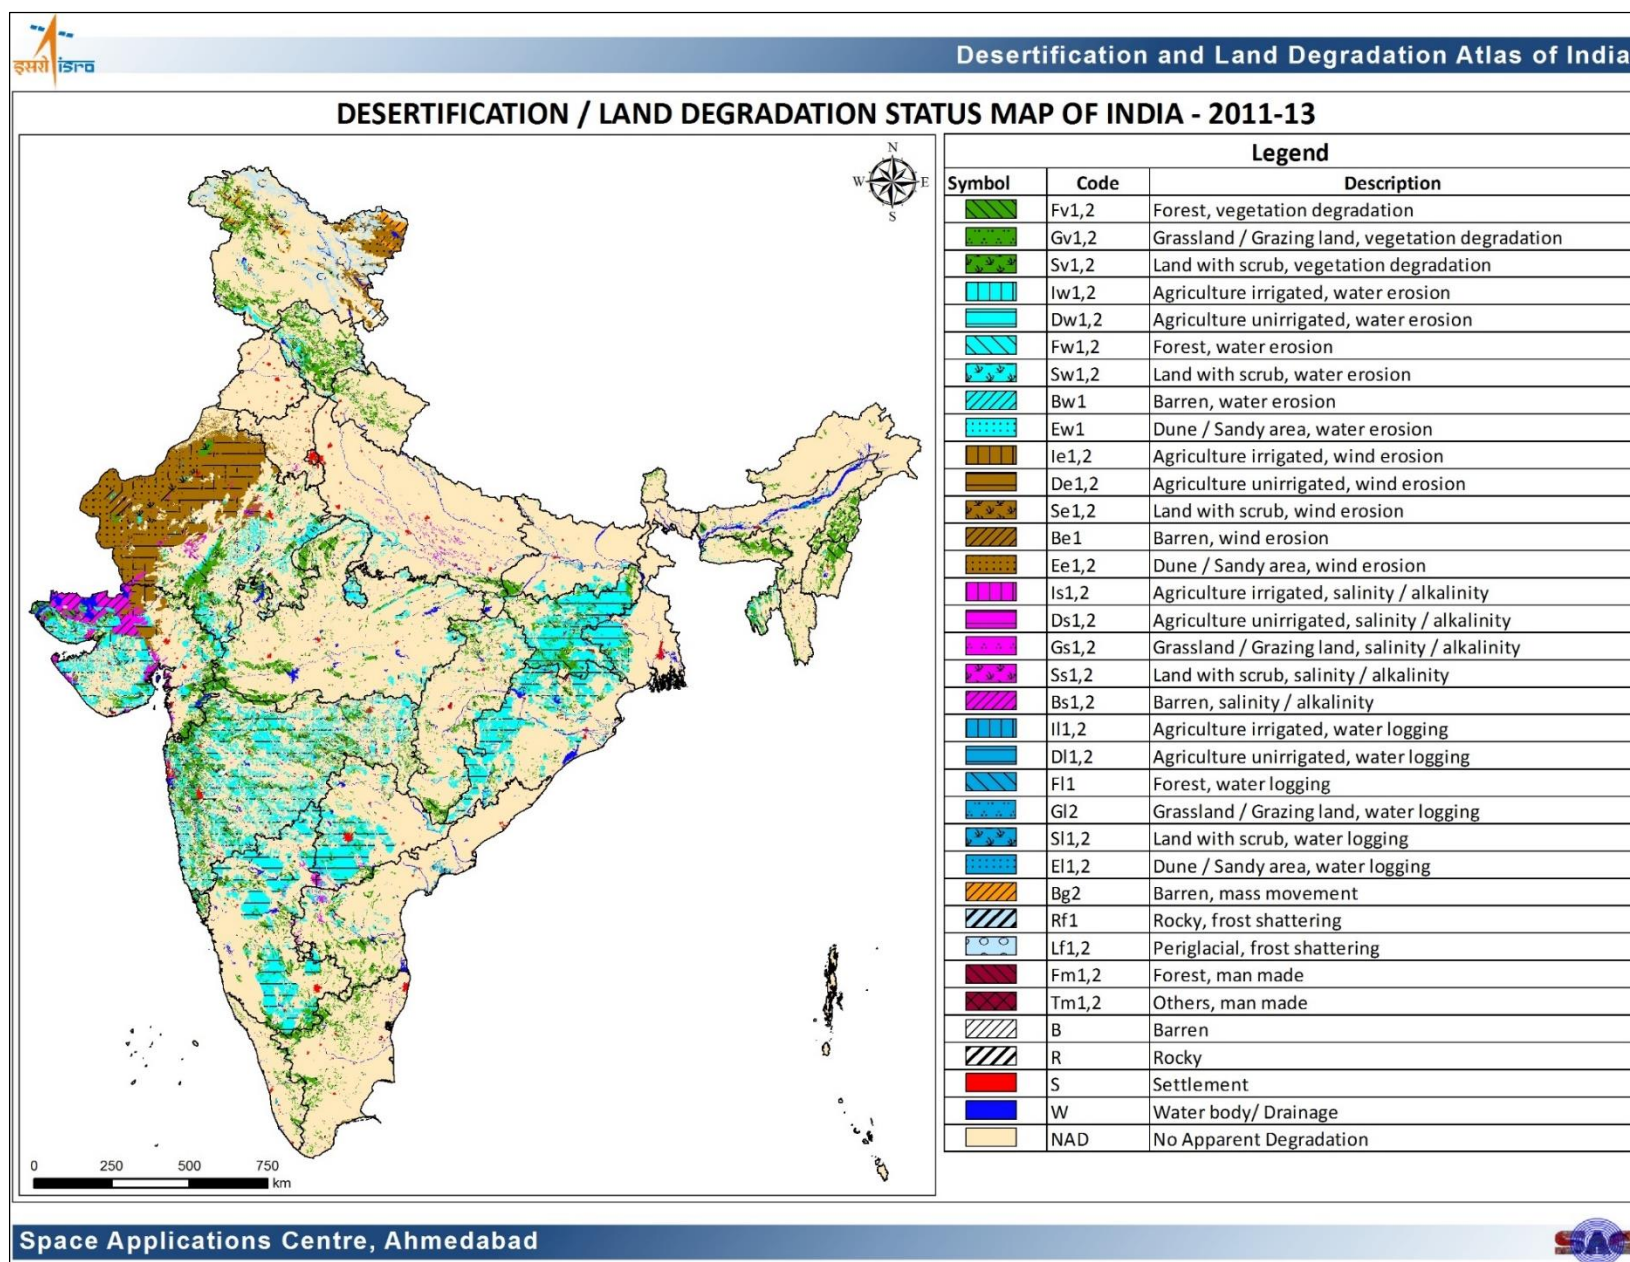 इसरो isro
Desertification and Land Degradation Atlas of India
DESERTIFICATION / LAND DEGRADATION STATUS MAP OF INDIA - 2011-13
N
W E
S
0 250 500 750
km
Legend
Symbol Code Description
Fv1,2 Forest, vegetation degradation
Gv1,2 Grassland / Grazing land, vegetation degradation
Sv1,2 Land with scrub, vegetation degradation
Iw1,2 Agriculture irrigated, water erosion
Dw1,2 Agriculture unirrigated, water erosion
Fw1,2 Forest, water erosion
Sw1,2 Land with scrub, water erosion
Bw1 Barren, water erosion
Ew1 Dune / Sandy area, water erosion
Ie1,2 Agriculture irrigated, wind erosion
De1,2 Agriculture unirrigated, wind erosion
Se1,2 Land with scrub, wind erosion
Be1 Barren, wind erosion
Ee1,2 Dune / Sandy area, wind erosion
Is1,2 Agriculture irrigated, salinity / alkalinity
Ds1,2 Agriculture unirrigated, salinity / alkalinity
Gs1,2 Grassland / Grazing land, salinity / alkalinity
Ss1,2 Land with scrub, salinity / alkalinity
Bs1,2 Barren, salinity / alkalinity
Il1,2 Agriculture irrigated, water logging
Dl1,2 Agriculture unirrigated, water logging
Fl1 Forest, water logging
Gl2 Grassland / Grazing land, water logging
Sl1,2 Land with scrub, water logging
El1,2 Dune / Sandy area, water logging
Bg2 Barren, mass movement
Rf1 Rocky, frost shattering
Lf1,2 Periglacial, frost shattering
Fm1,2 Forest, man made
Tm1,2 Others, man made
B Barren
R Rocky
S Settlement
W Water body/ Drainage
NAD No Apparent Degradation
Space Applications Centre, Ahmedabad